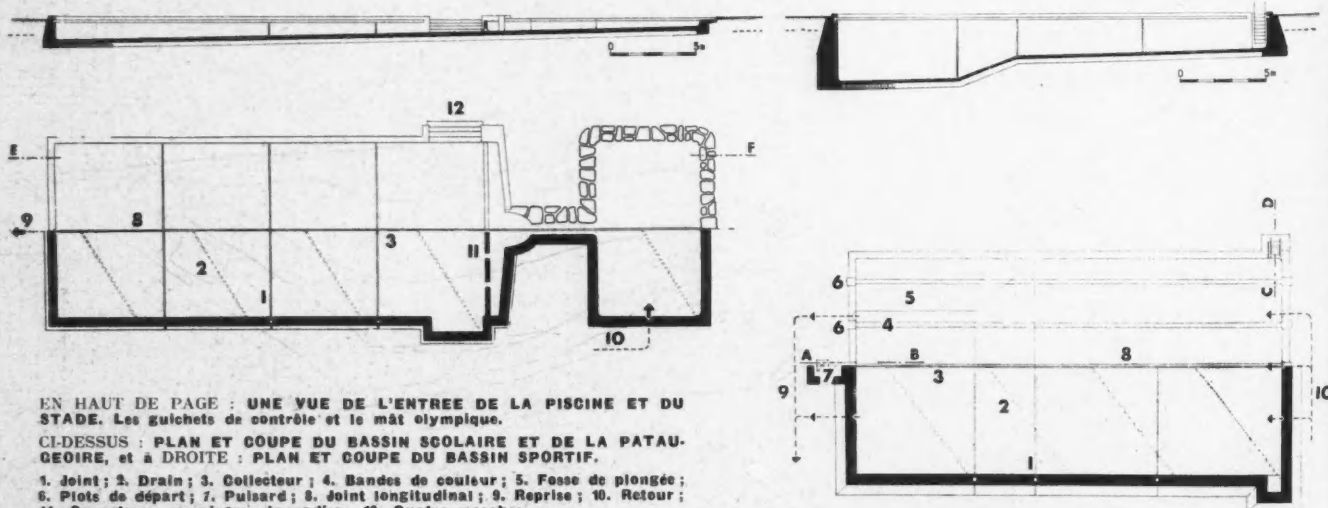 0 5m
0 5m
12
E
F
9
8
3
11
2
1
10
D
C
6
5
6
4
A
B
8
7
3
9
10
2
1
EN HAUT DE PAGE : UNE VUE DE L'ENTREE DE LA PISCINE ET DU
STADE. Les guichets de contrôle et le mât olympique.
CI-DESSUS : PLAN ET COUPE DU BASSIN SCOLAIRE ET DE LA PATAU-
GEOIRE, et à DROITE : PLAN ET COUPE DU BASSIN SPORTIF.
1. Joint ; 2. Drain ; 3. Collecteur ; 4. Bandes de couleur ; 5. Fosse de plongée ;
6. Plots de départ ; 7. Puisard ; 8. Joint longitudinal ; 9. Reprise ; 10. Retour ;